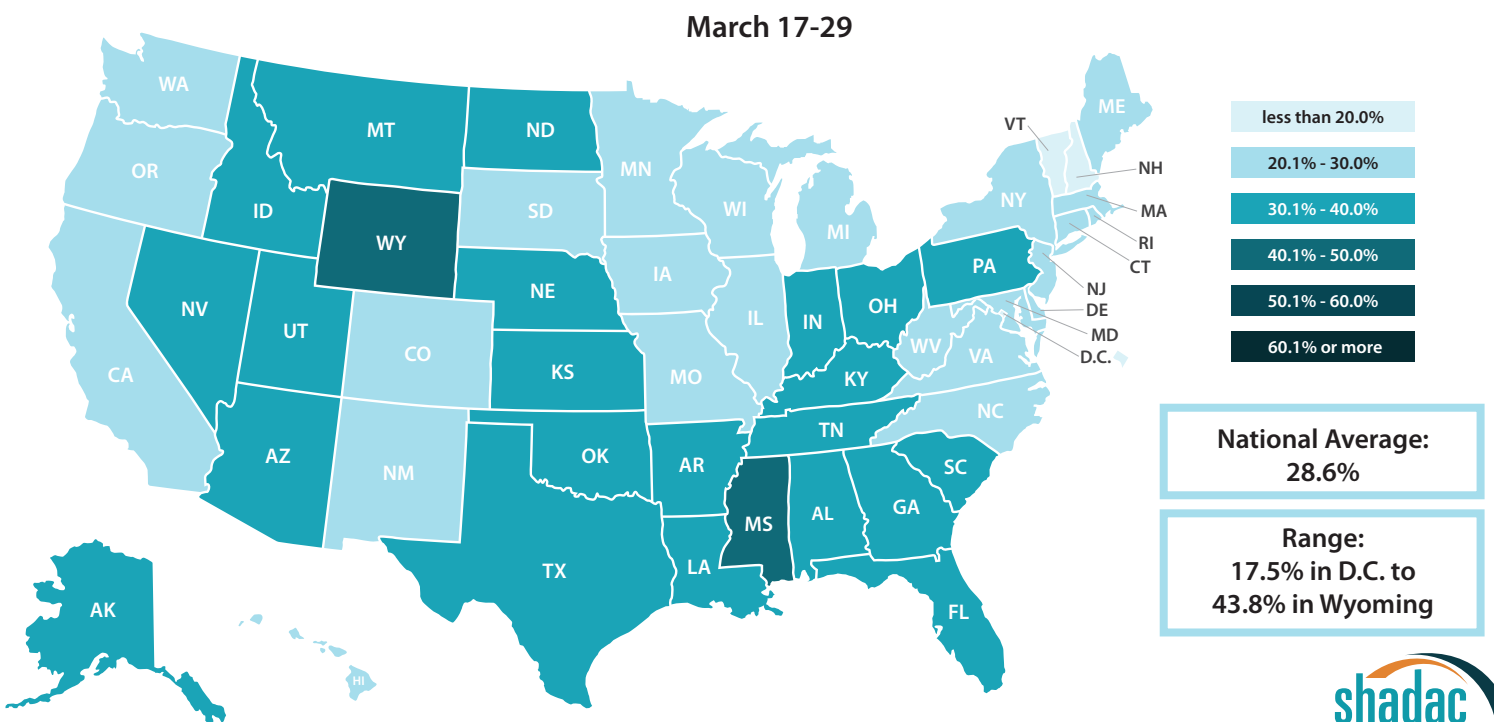 March 17-29
WA
OR
CA
NV
ID
MT
WY
UT
AZ
CO
NM
ND
SD
NE
KS
OK
TX
MN
IA
MO
AR
LA
WI
IL
MI
IN
OH
KY
TN
MS
AL
GA
FL
SC
NC
VA
WV
PA
NY
ME
VT
NH
MA
RI
CT
NJ
DE
MD
D.C.
AK
HI
less than 20.0%
20.1% - 30.0%
30.1% - 40.0%
40.1% - 50.0%
50.1% - 60.0%
60.1% or more
National Average:
28.6%
Range:
17.5% in D.C. to
43.8% in Wyoming
shadac